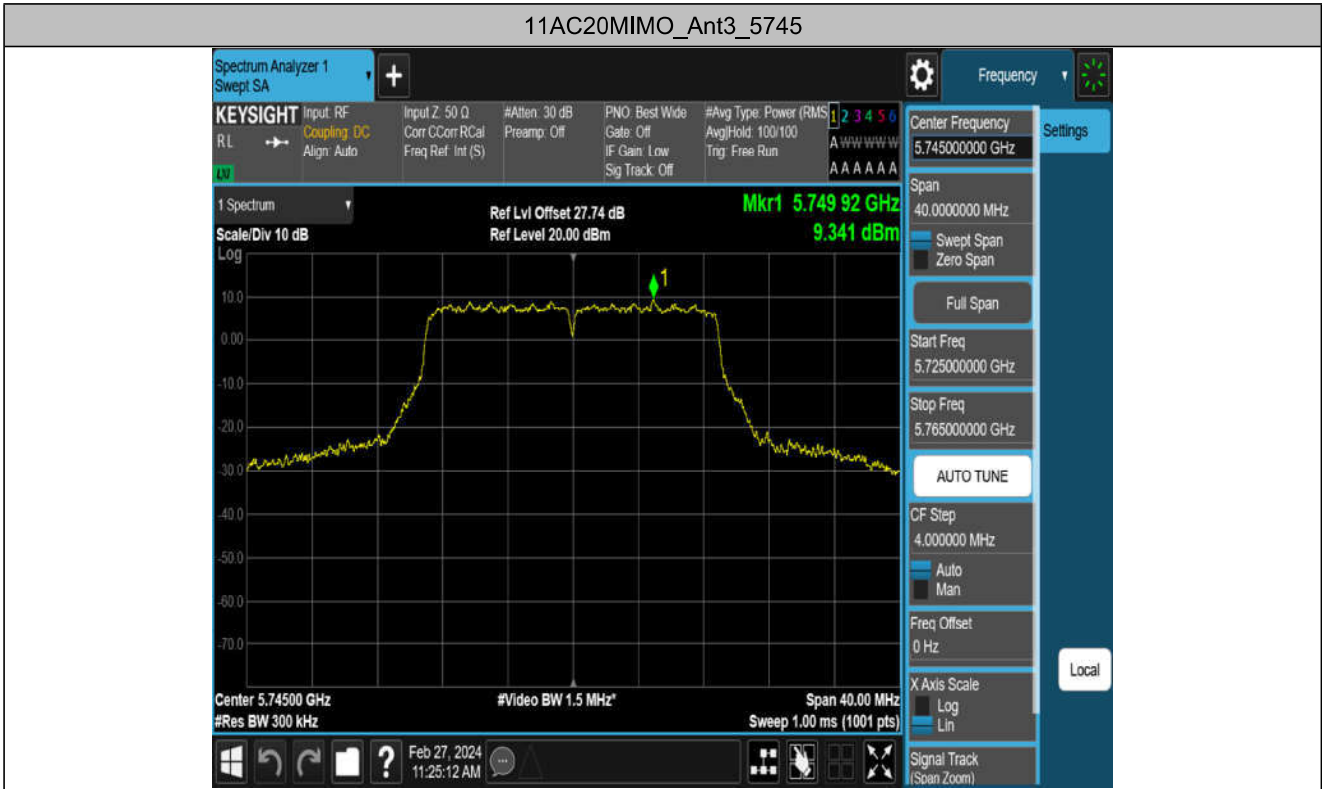 11AC20MIMO_Ant3_5745
Spectrum Analyzer 1
Swept SA
+
Frequency
KEYSIGHT
RL
LXI
Input: RF
Coupling: DC
Align: Auto
Input Z: 50 Ω
Corr CCorr RCal
Freq Ref: Int (S)
#Atten: 30 dB
Preamp: Off
PNO: Best Wide
Gate: Off
IF Gain: Low
Sig Track: Off
#Avg Type: Power (RMS
Avg|Hold: 100/100
Trig: Free Run
1 2 3 4 5 6
A W W W W W
A A A A A A
1 Spectrum
Scale/Div 10 dB
Log
Ref Lvl Offset 27.74 dB
Ref Level 20.00 dBm
Mkr1 5.749 92 GHz
9.341 dBm
1
10.0
0.00
-10.0
-20.0
-30.0
-40.0
-50.0
-60.0
-70.0
Center 5.74500 GHz
#Video BW 1.5 MHz*
Span 40.00 MHz
#Res BW 300 kHz
Sweep 1.00 ms (1001 pts)
?
Feb 27, 2024
11:25:12 AM
Center Frequency
5.745000000 GHz
Settings
Span
40.0000000 MHz
Swept Span
Zero Span
Full Span
Start Freq
5.725000000 GHz
Stop Freq
5.765000000 GHz
AUTO TUNE
CF Step
4.000000 MHz
Auto
Man
Freq Offset
0 Hz
Local
X Axis Scale
Log
Lin
Signal Track
(Span Zoom)